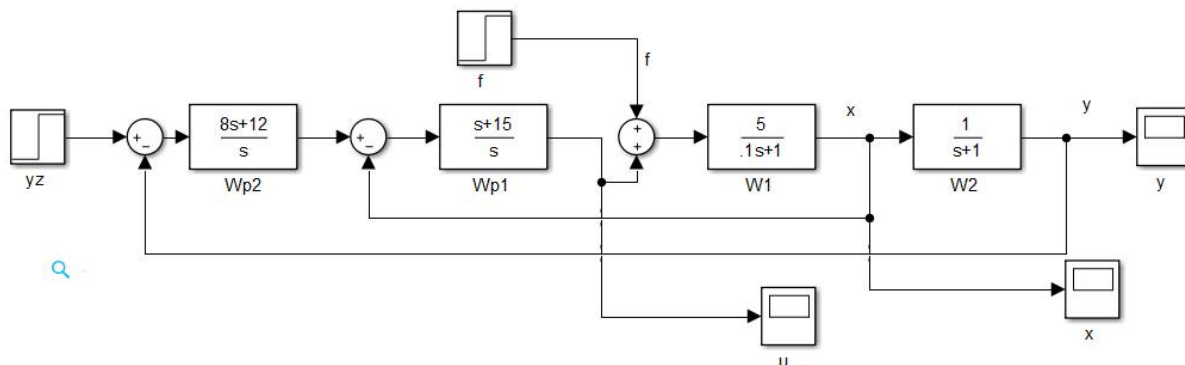 f
f
yz
+
−
8s+12
s
Wp2
+
−
s+15
s
Wp1
+
+
5
.1s+1
W1
x
1
s+1
W2
y
y
x
u